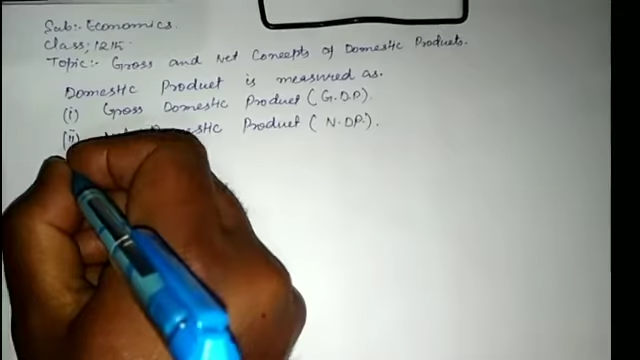 Sub:- Economics.
Class; 12th.
Topic:- Gross and Net Concepts of Domestic Products.
Domestic Product is measured as.
(i) Gross Domestic Product (G.D.P).
(ii) Product (N.D.P).